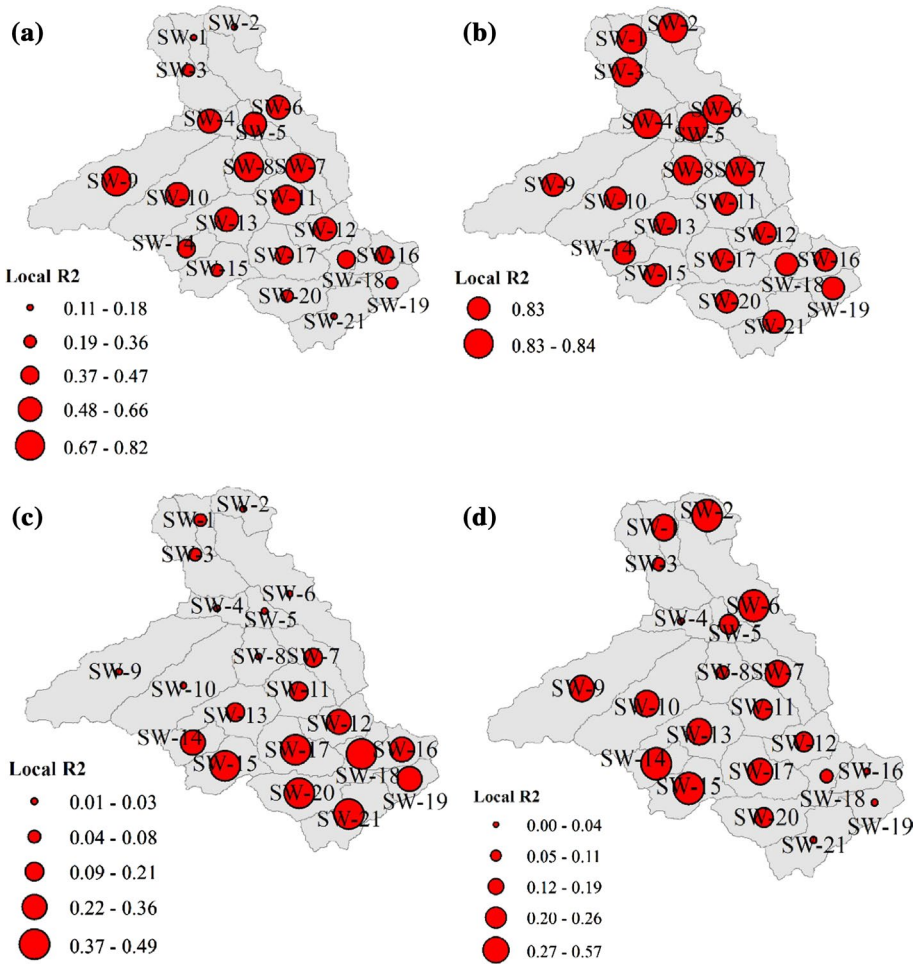 (a)
SW-1
SW-2
SW-3
SW-4
SW-6
SW-5
SW-8
SW-7
SW-9
SW-10
SW-11
SW-13
SW-12
SW-14
SW-17
SW-16
SW-15
SW-18
SW-20
SW-19
SW-21
Local R2
0.11 - 0.18
0.19 - 0.36
0.37 - 0.47
0.48 - 0.66
0.67 - 0.82
(b)
SW-1
SW-2
SW-3
SW-6
SW-4
SW-5
SW-8
SW-7
SW-9
SW-10
SW-11
SW-13
SW-12
SW-14
SW-17
SW-16
SW-15
SW-18
SW-20
SW-19
SW-21
Local R2
0.83
0.83 - 0.84
(c)
SW-2
SW-1
SW-3
SW-6
SW-4
SW-5
SW-8
SW-7
SW-9
SW-10
SW-11
SW-13
SW-12
SW-14
SW-17
SW-16
SW-15
SW-18
SW-20
SW-19
SW-21
Local R2
0.01 - 0.03
0.04 - 0.08
0.09 - 0.21
0.22 - 0.36
0.37 - 0.49
(d)
SW-2
SW-1
SW-3
SW-6
SW-4
SW-5
SW-8
SW-7
SW-9
SW-10
SW-11
SW-13
SW-12
SW-14
SW-17
SW-16
SW-15
SW-18
SW-20
SW-19
SW-21
Local R2
0.00 - 0.04
0.05 - 0.11
0.12 - 0.19
0.20 - 0.26
0.27 - 0.57